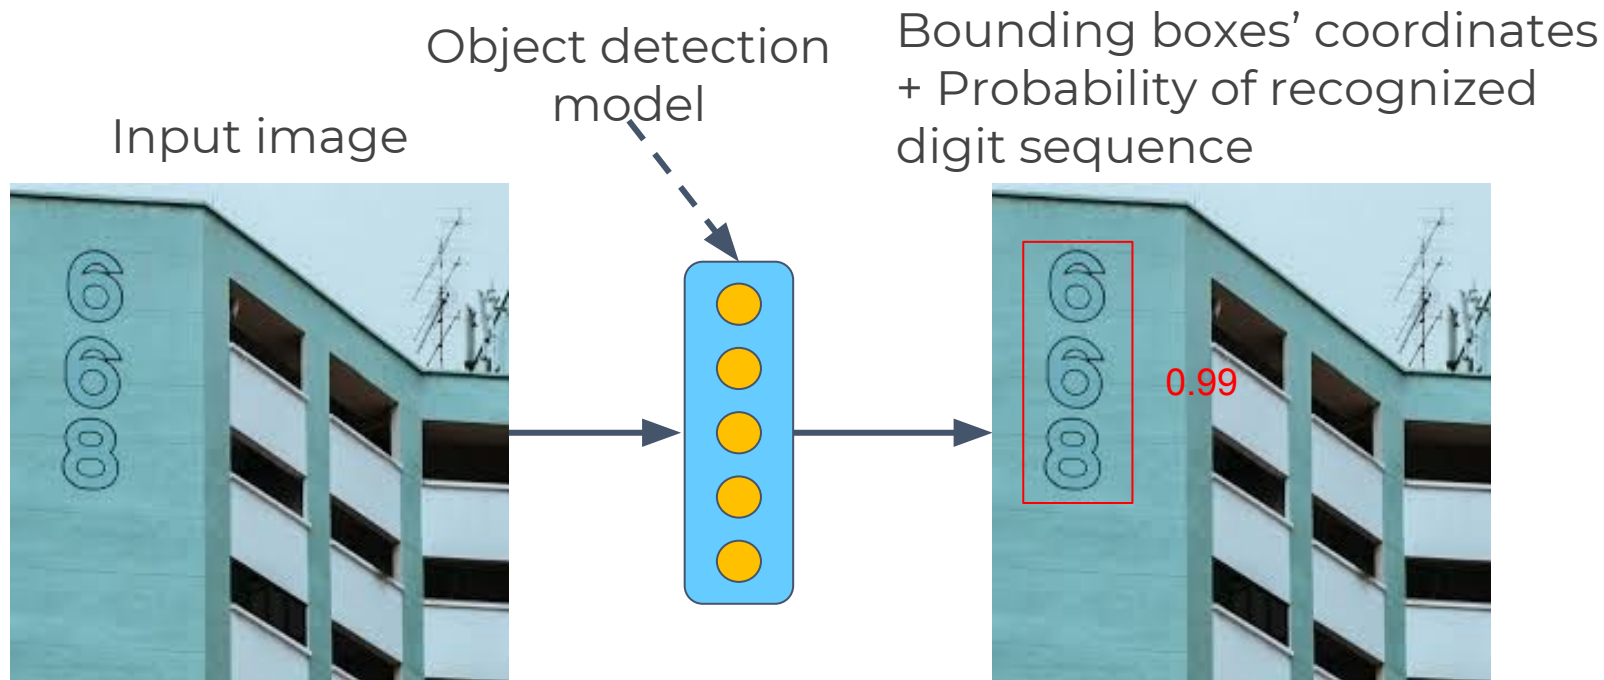 Input image
6
6
8
Object detection
model
Bounding boxes’ coordinates
+ Probability of recognized
digit sequence
6
6
8
0.99